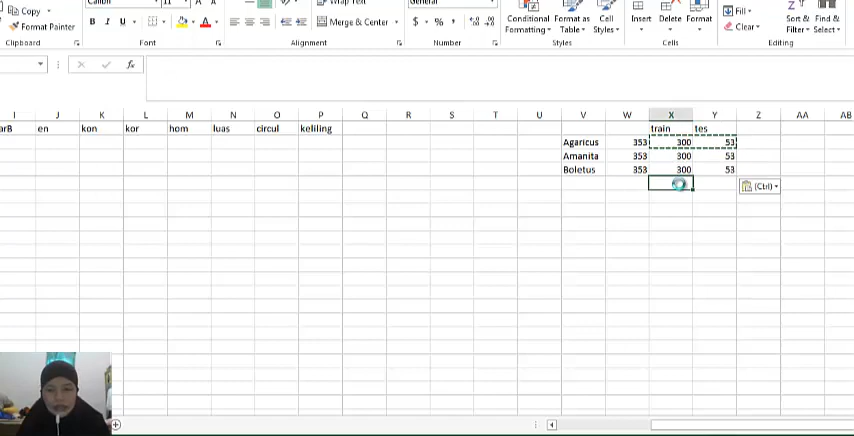 Copy
Format Painter
Clipboard
Calibri
11
A A
B I U A
Font
Wrap Text
Merge & Center
Alignment
General
$ % ,
Number
Conditional Formatting
Format as Table
Cell Styles
Styles
Insert
Delete
Format
Cells
Fill
Clear
Sort & Filter
Find & Select
Editing
fx
I J K L M N O P Q R S T U V W X Y Z AA AB
arB en kon kor hom luas circul keliling train tes
Agaricus 353 300 53
Amanita 353 300 53
Boletus 353 300 53
(Ctrl)